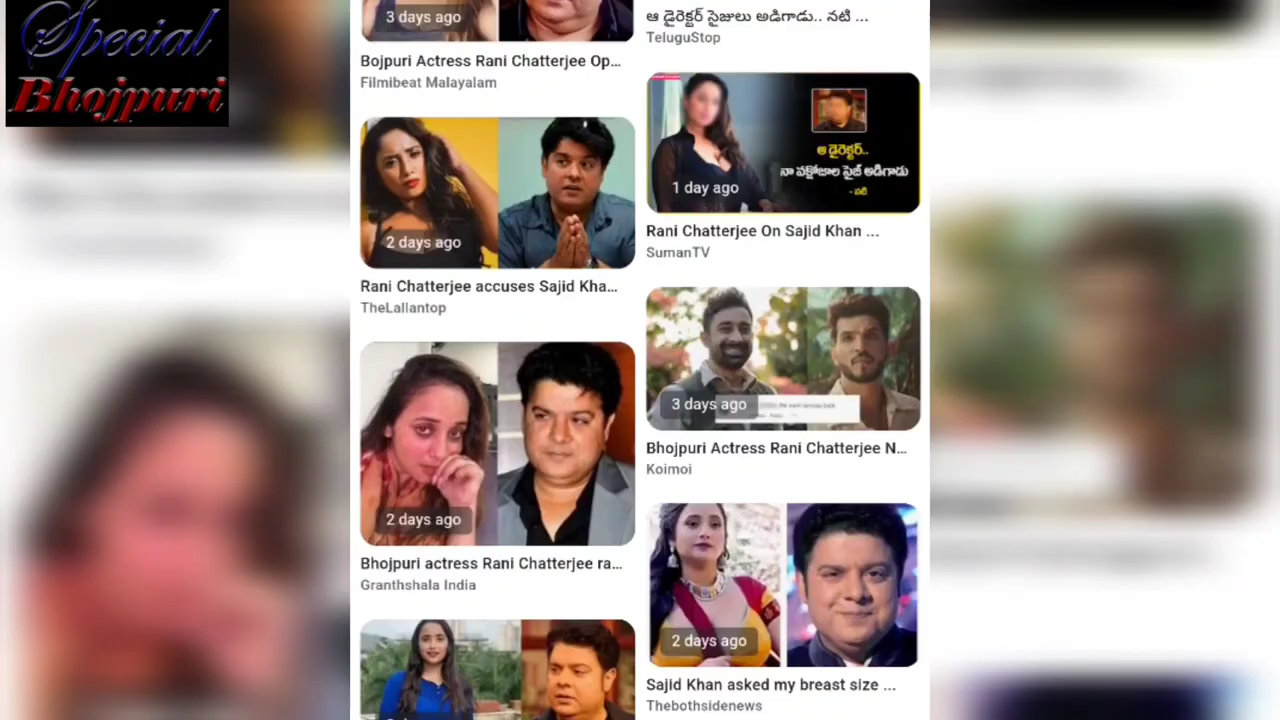 Special
Bhojpuri
3 days ago
Bojpuri Actress Rani Chatterjee Op...
Filmibeat Malayalam
2 days ago
Rani Chatterjee accuses Sajid Kha...
TheLallantop
2 days ago
Bhojpuri actress Rani Chatterjee ra...
Granthshala India
ఆ డైరెక్టర్ సైజులు అడిగాడు.. నటి ...
TeluguStop
ఆ డైరెక్టర్..
నా వక్షోజాల సైజ్ అడిగాడు
- నటి
1 day ago
Rani Chatterjee On Sajid Khan ...
SumanTV
3 days ago
Bhojpuri Actress Rani Chatterjee N...
Koimoi
2 days ago
Sajid Khan asked my breast size ...
Thebothsidenews